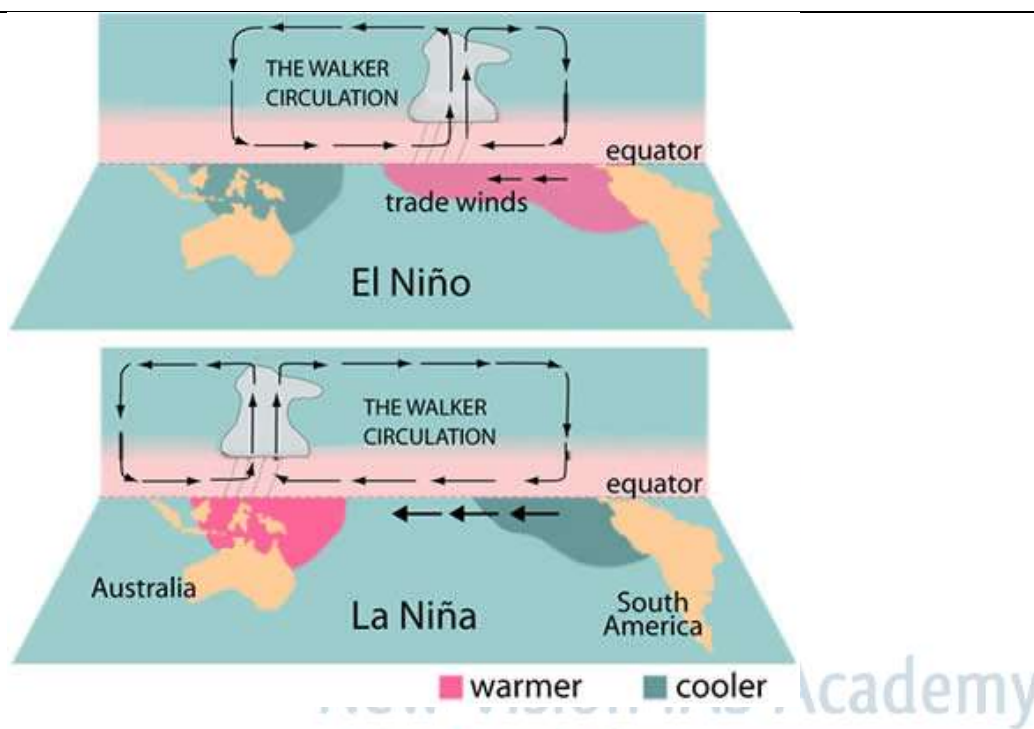 THE WALKER
CIRCULATION
equator
trade winds
El Niño
THE WALKER
CIRCULATION
equator
Australia
La Niña
South
America
warmer
cooler
Academy